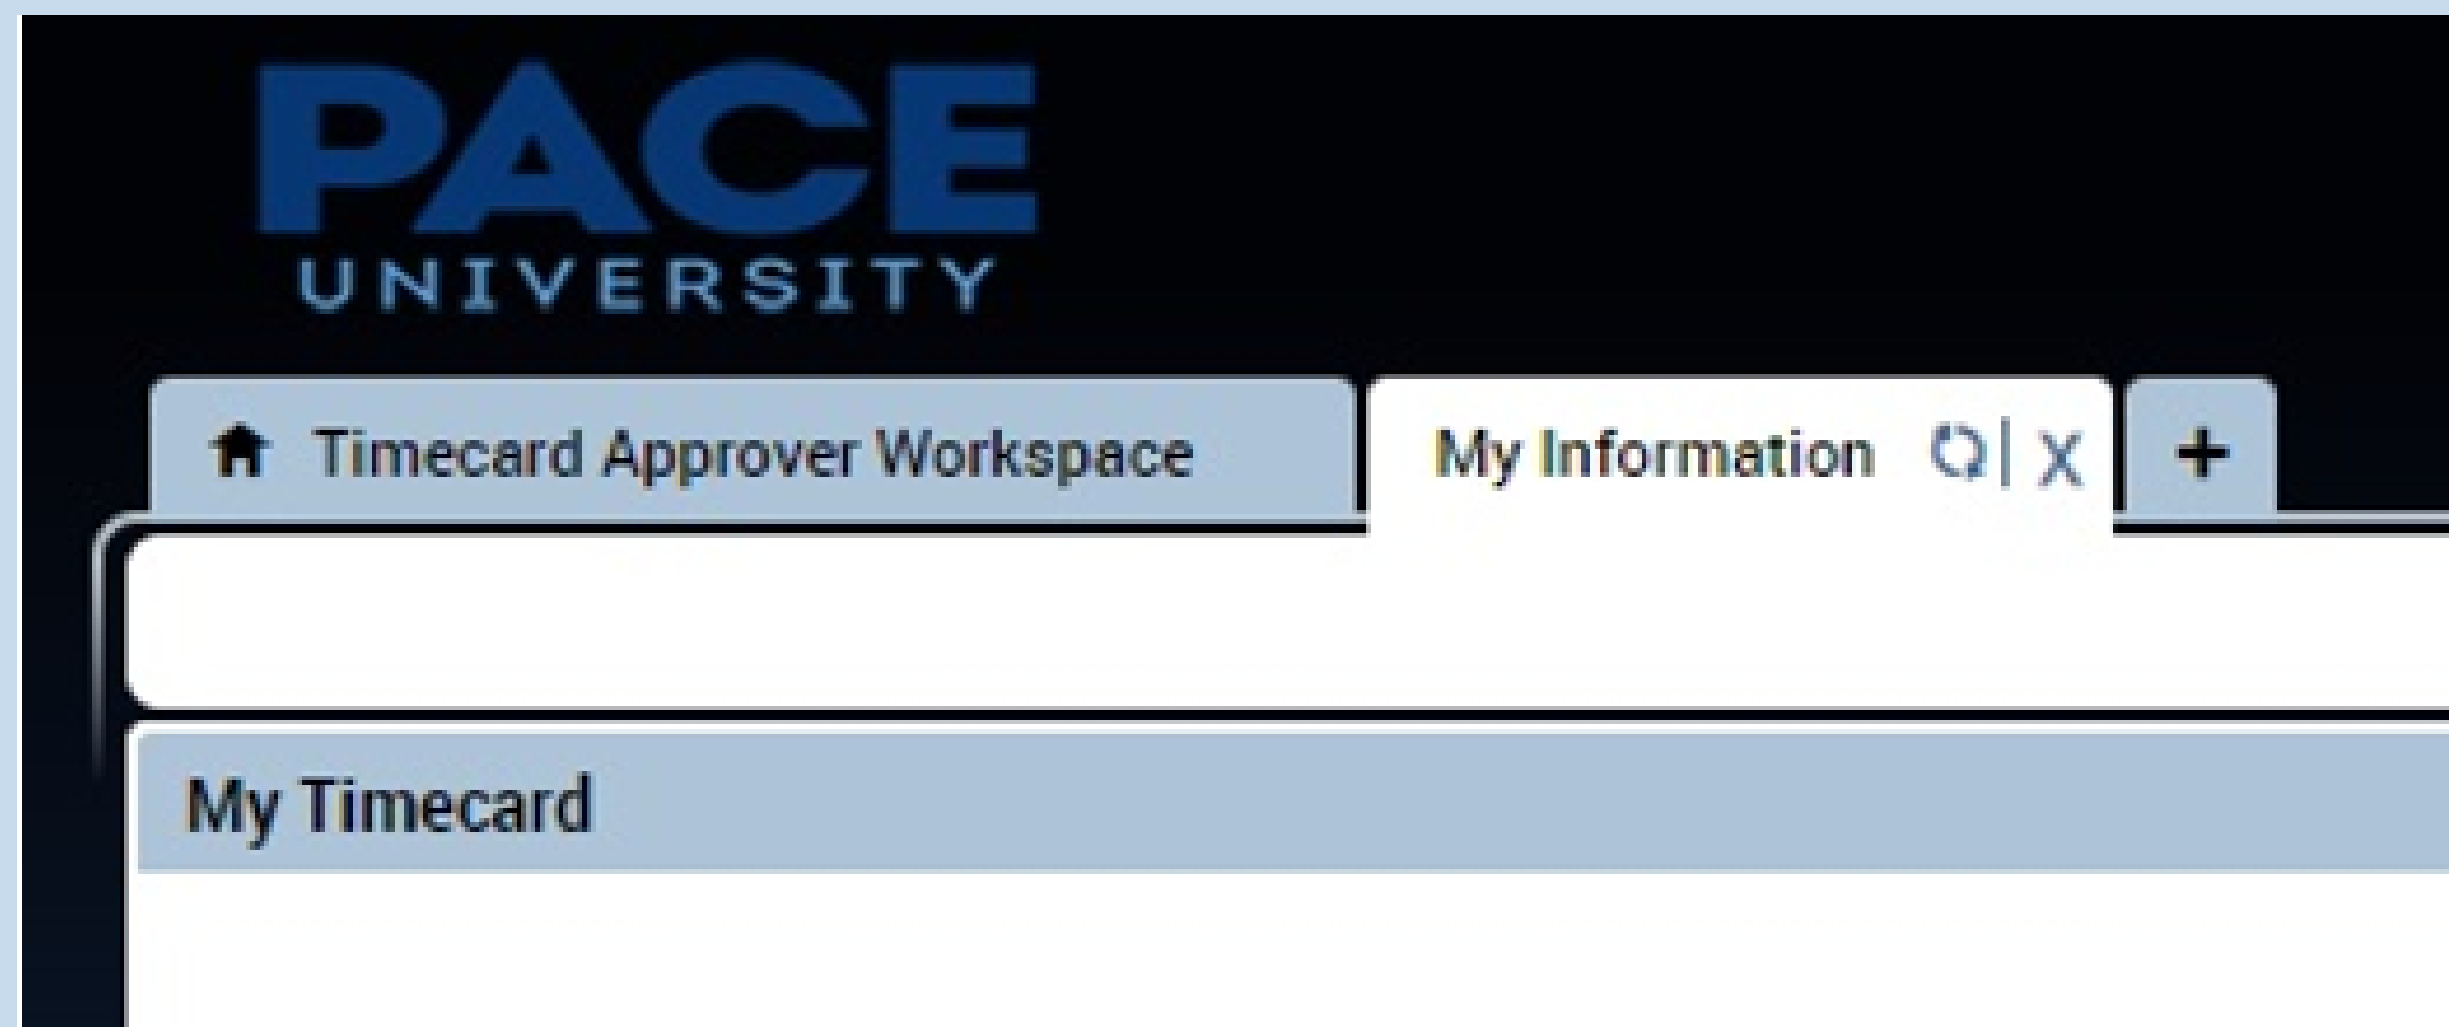 PACE
UNIVERSITY
Timecard Approver Workspace My Information X +
My Timecard